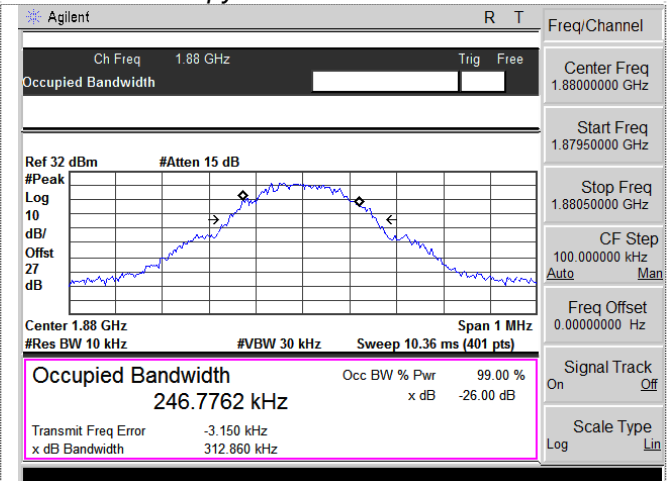 Agilent R T
Ch Freq 1.88 GHz Trig Free
Occupied Bandwidth
Ref 32 dBm #Atten 15 dB
#Peak
Log
10
dB/
Offst
27
dB
Center 1.88 GHz Span 1 MHz
#Res BW 10 kHz #VBW 30 kHz Sweep 10.36 ms (401 pts)
Occupied Bandwidth Occ BW % Pwr 99.00 %
246.7762 kHz x dB -26.00 dB
Transmit Freq Error -3.150 kHz
x dB Bandwidth 312.860 kHz
Freq/Channel
Center Freq
1.88000000 GHz
Start Freq
1.87950000 GHz
Stop Freq
1.88050000 GHz
CF Step
100.000000 kHz
Auto Man
Freq Offset
0.00000000 Hz
Signal Track
On Off
Scale Type
Log Lin